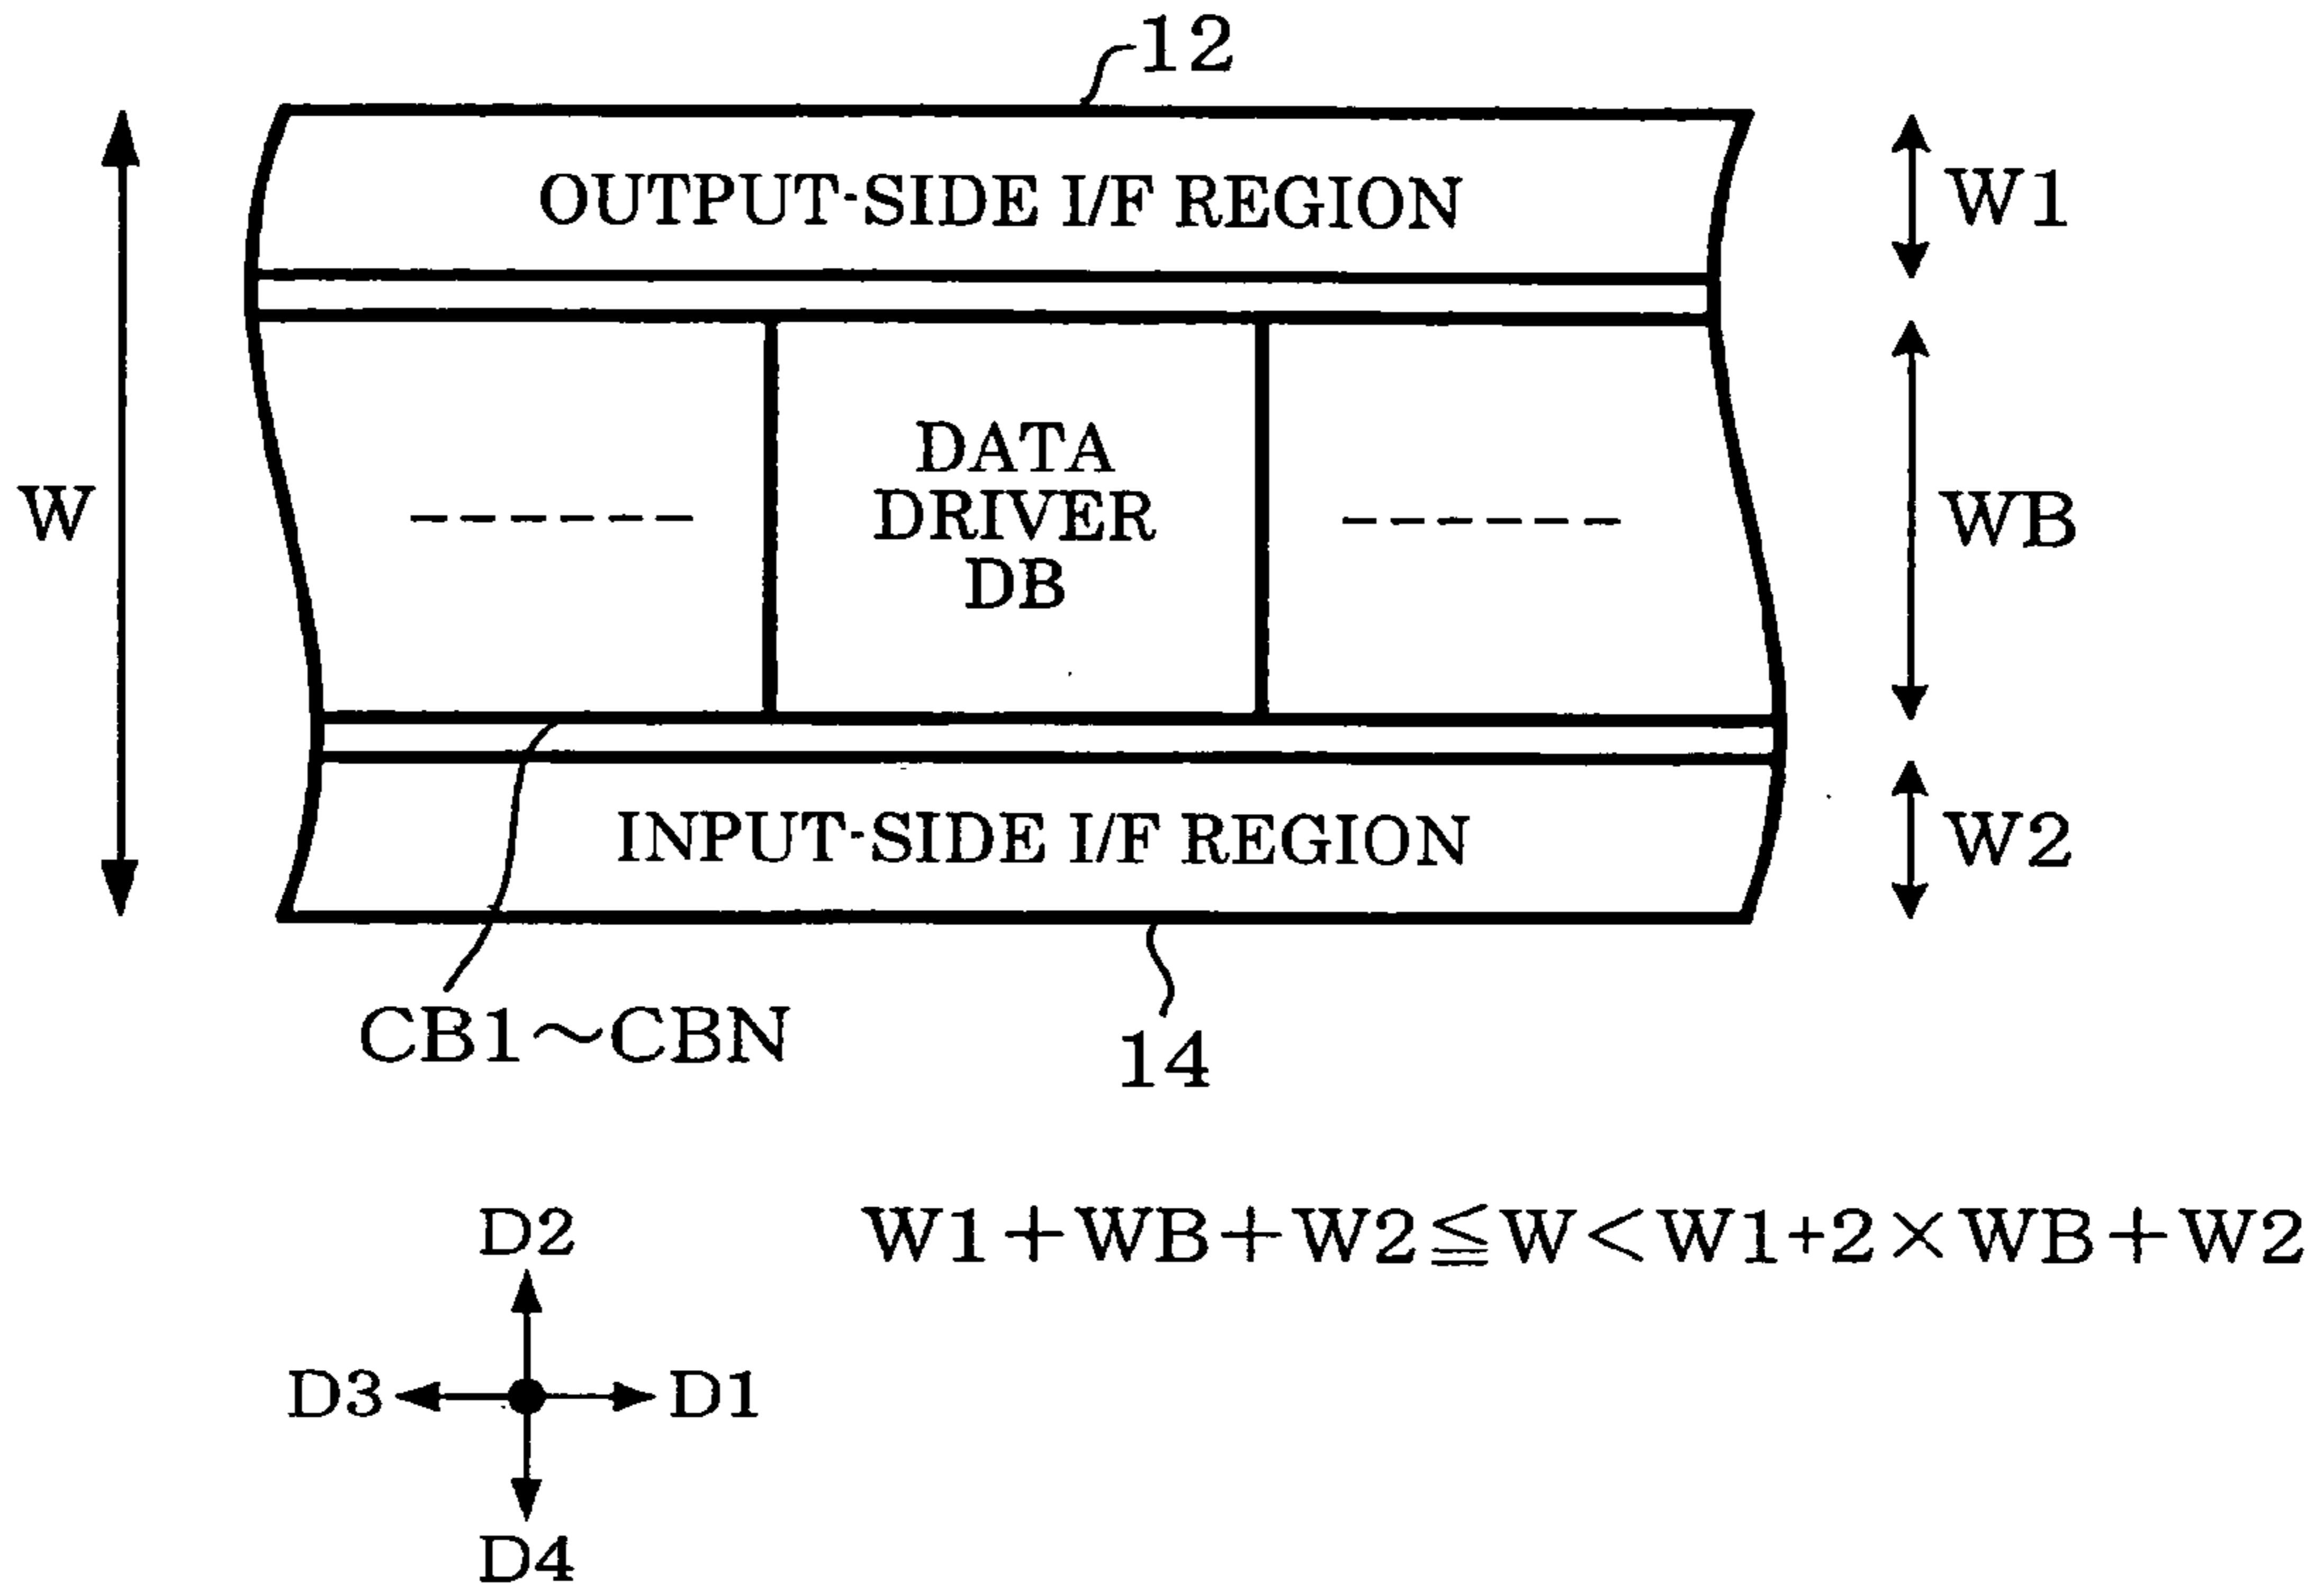 12
OUTPUT-SIDE I/F REGION
W1
W
DATA
DRIVER
DB
WB
INPUT-SIDE I/F REGION
W2
CB1～CBN
14
W1+WB+W2≦W<W1+2×WB+W2
D2
D3
D1
D4